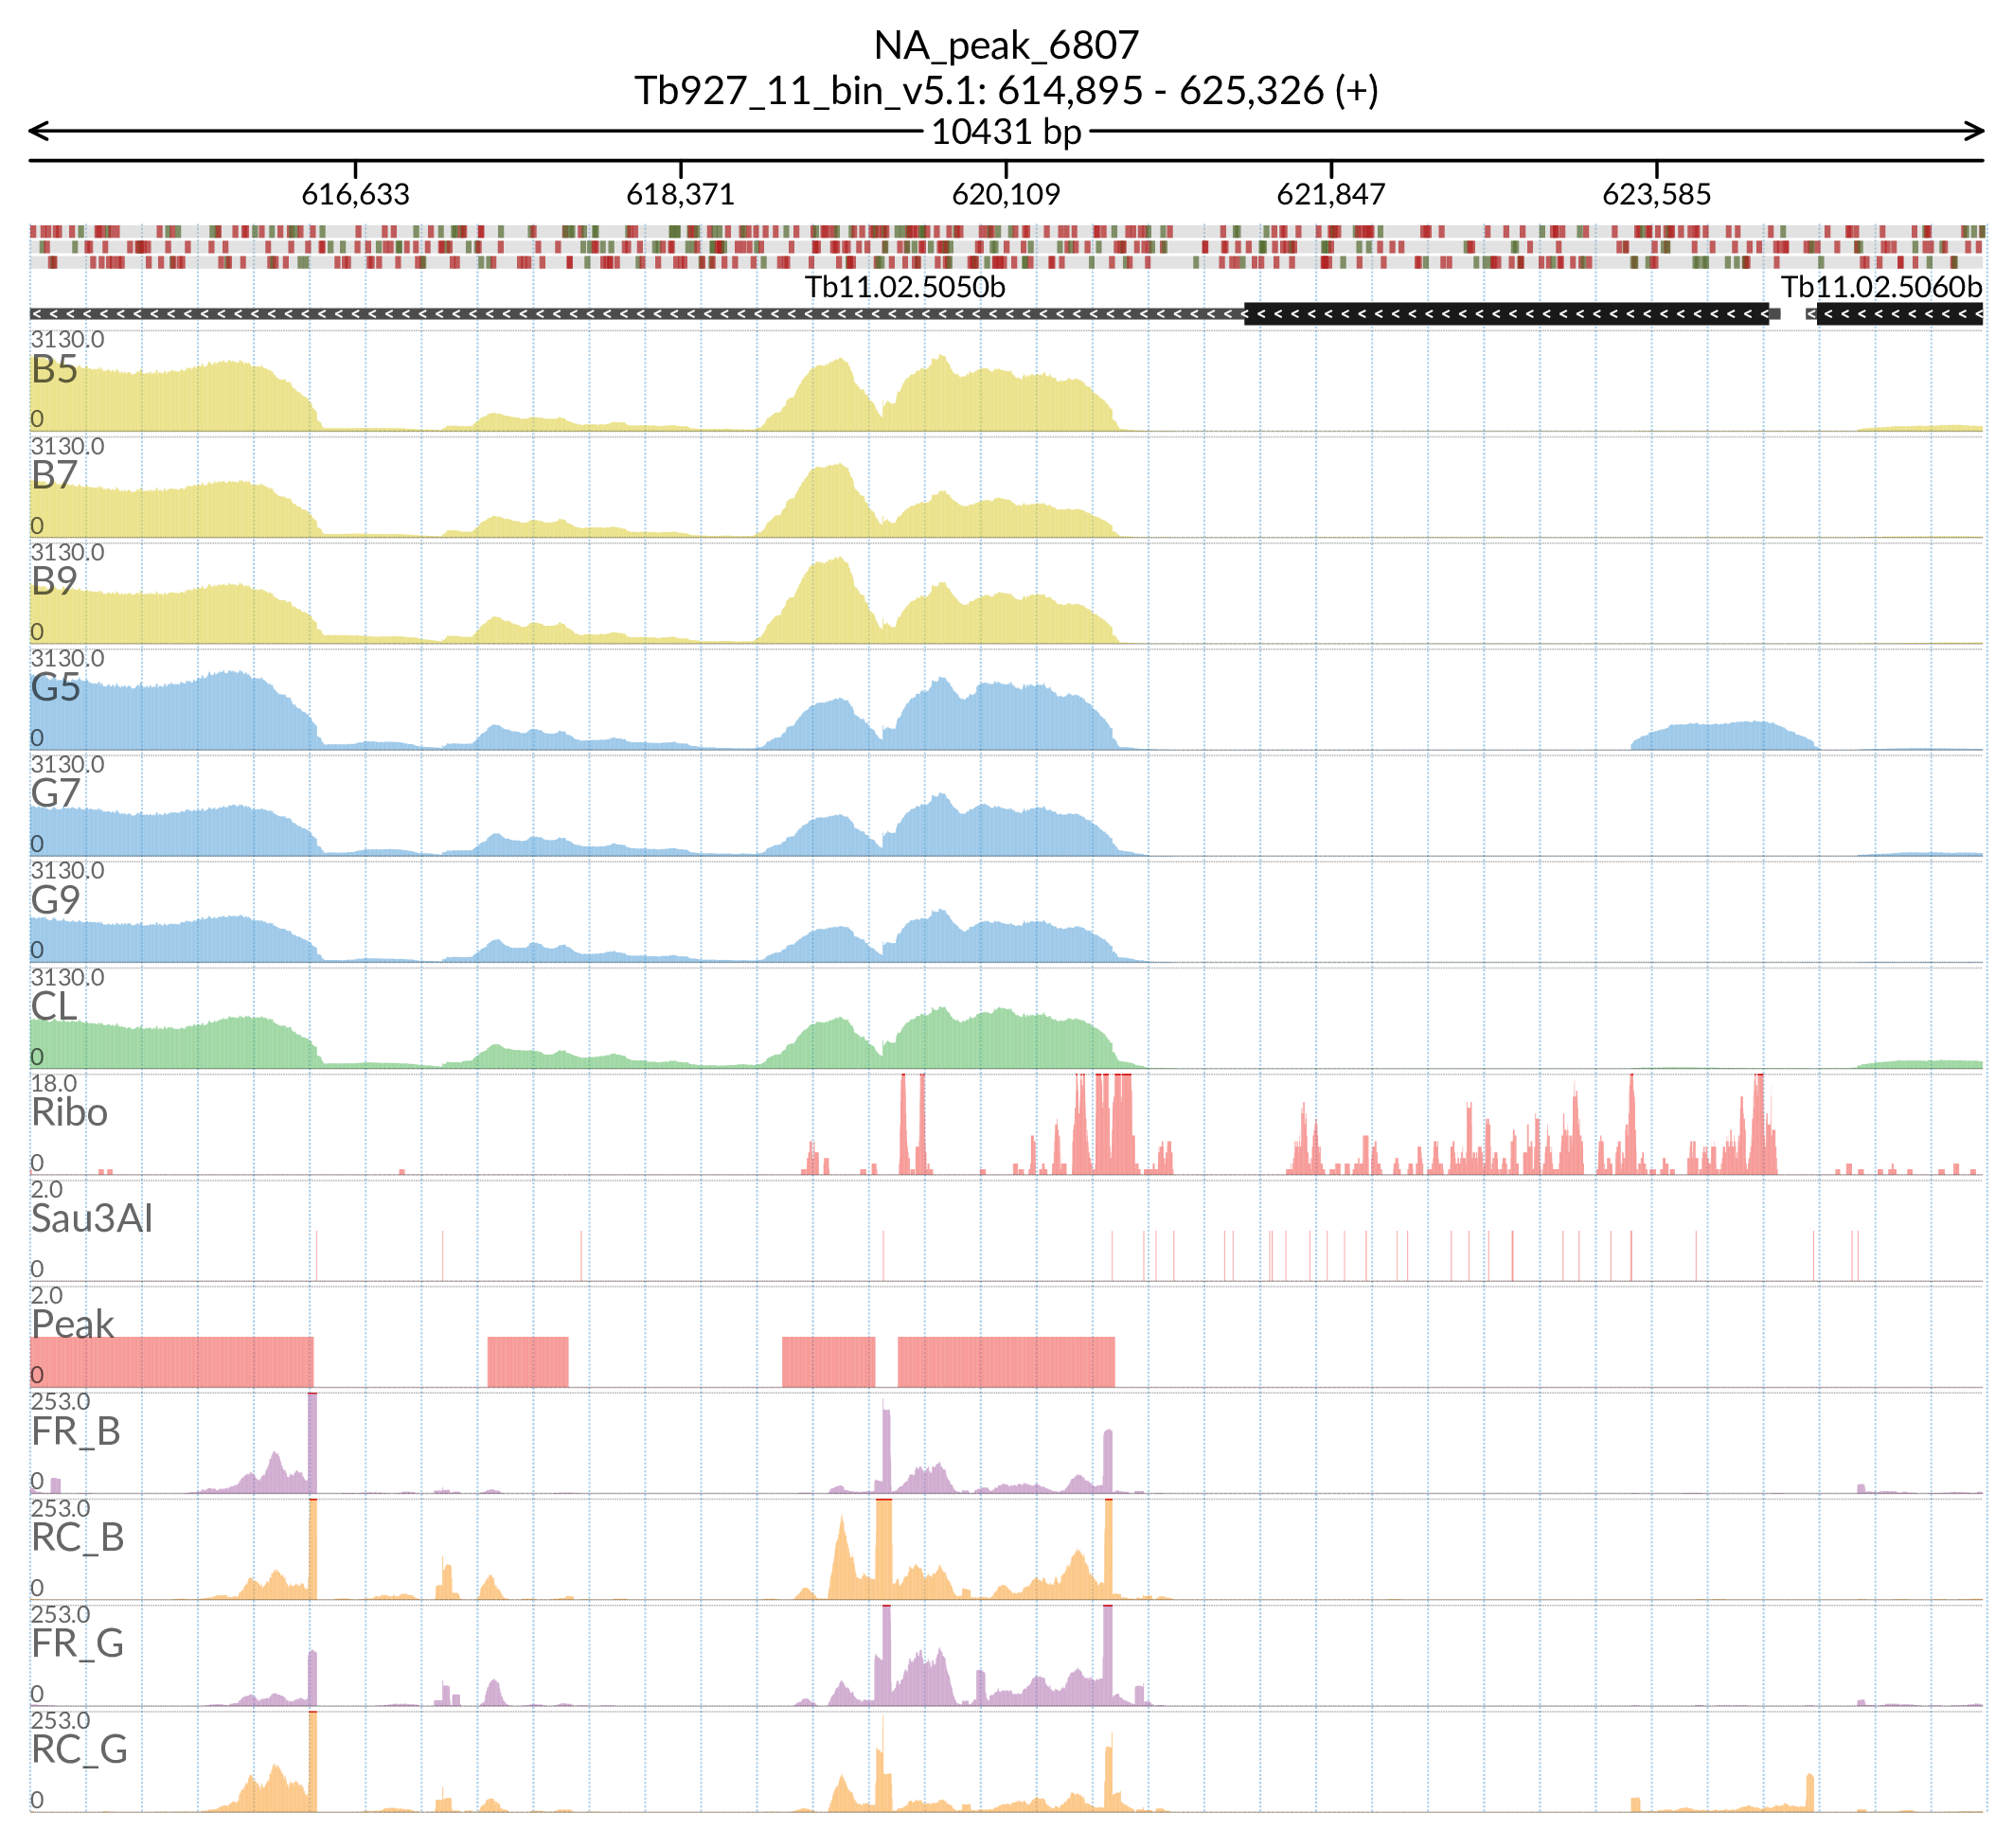 NA_peak_6807
Tb927_11_bin_v5.1: 614,895 - 625,326 (+)
10431 bp
616,633 618,371 620,109 621,847 623,585
Tb11.02.5050b Tb11.02.5060b
3130.0
B5
0
3130.0
B7
0
3130.0
B9
0
3130.0
G5
0
3130.0
G7
0
3130.0
G9
0
3130.0
CL
0
18.0
Ribo
0
2.0
Sau3AI
0
2.0
Peak
0
253.0
FR_B
0
253.0
RC_B
0
253.0
FR_G
0
253.0
RC_G
0